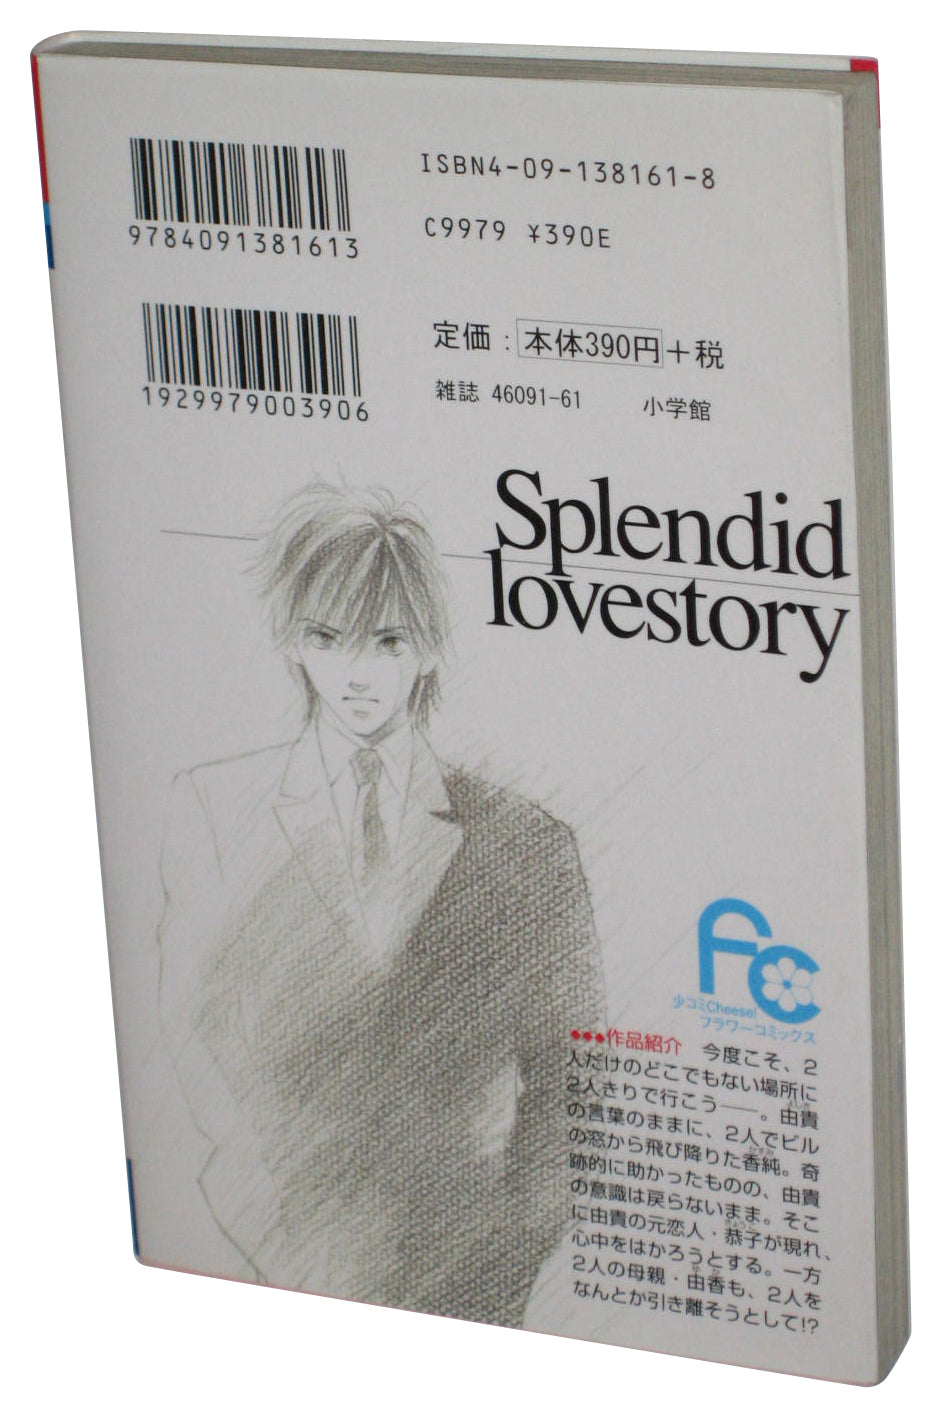 9784091381613
ISBN4-09-138161-8
C9979 ¥390E
1929979003906
定価：本体390円+税
雑誌 46091-61 小学館
Splendid
lovestory
FC
少コミCheese!
フラワーコミックス
◆◆◆作品紹介 今度こそ、2
人だけのどこでもない場所に
2人きりで行こう――。由貴
の言葉のままに、2人でビル
の窓から飛び降りた香純。奇
跡的に助かったものの、由貴
の意識は戻らないまま。そこ
に由貴の元恋人・恭子が現れ、
心中をはかろうとする。一方
2人の母親・由香も、2人を
なんとか引き離そうとして!?